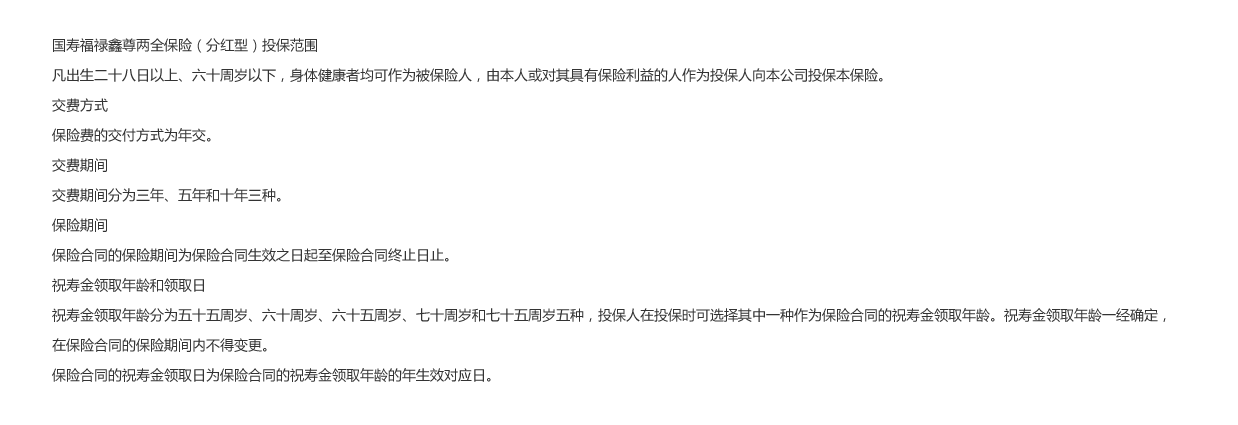 国寿福禄鑫尊两全保险（分红型）投保范围
凡出生二十八日以上、六十周岁以下，身体健康者均可作为被保险人，由本人或对其具有保险利益的人作为投保人向本公司投保本保险。
交费方式
保险费的交付方式为年交。
交费期间
交费期间分为三年、五年和十年三种。
保险期间
保险合同的保险期间为保险合同生效之日起至保险合同终止日止。
祝寿金领取年龄和领取日
祝寿金领取年龄分为五十五周岁、六十周岁、六十五周岁、七十周岁和七十五周岁五种，投保人在投保时可选择其中一种作为保险合同的祝寿金领取年龄。祝寿金领取年龄一经确定，
在保险合同的保险期间内不得变更。
保险合同的祝寿金领取日为保险合同的祝寿金领取年龄的年生效对应日。